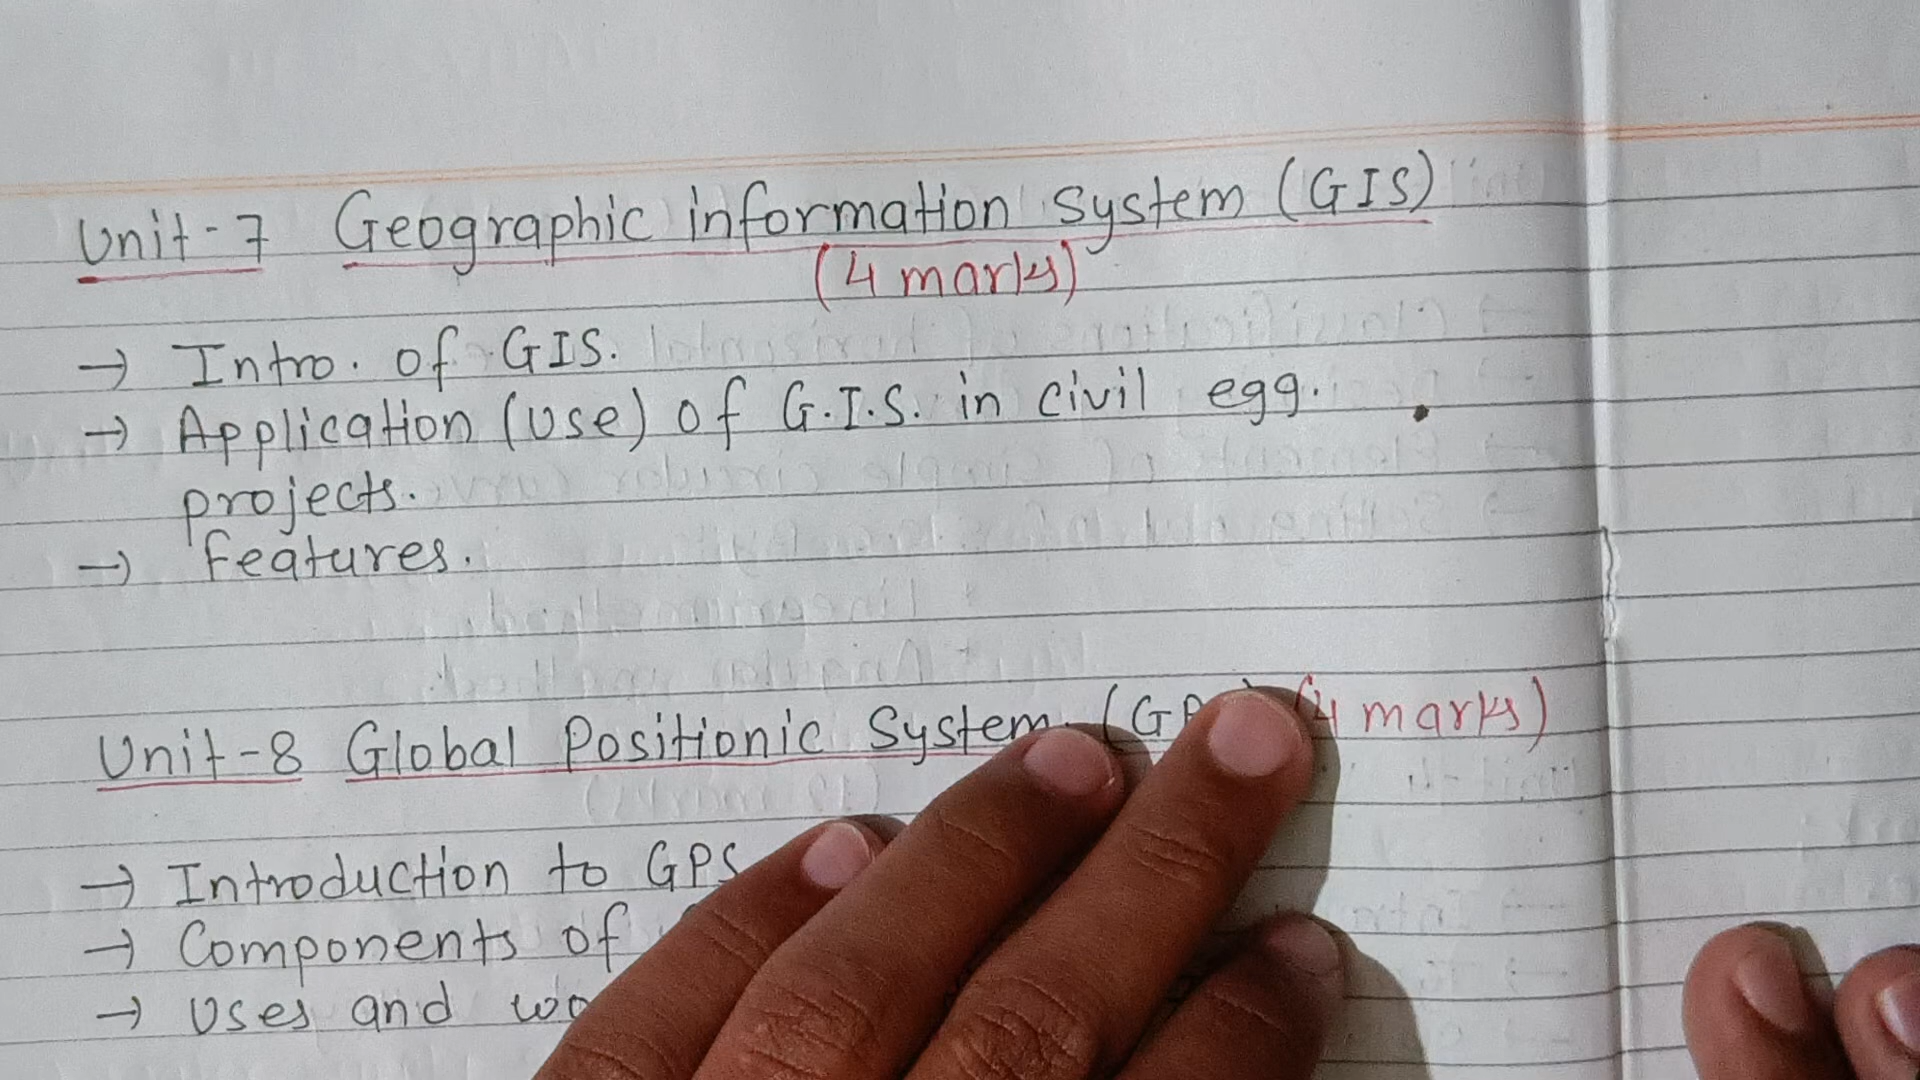 Unit-7 Geographic information System (GIS)
(4 marks)
→ Intro. of GIS.
→ Application (Use) of G.I.S. in civil egg.
projects.
→ Features.
Unit-8 Global Positionic System (4 marks)
→ Introduction to GPS
→ Components of
→ Uses and